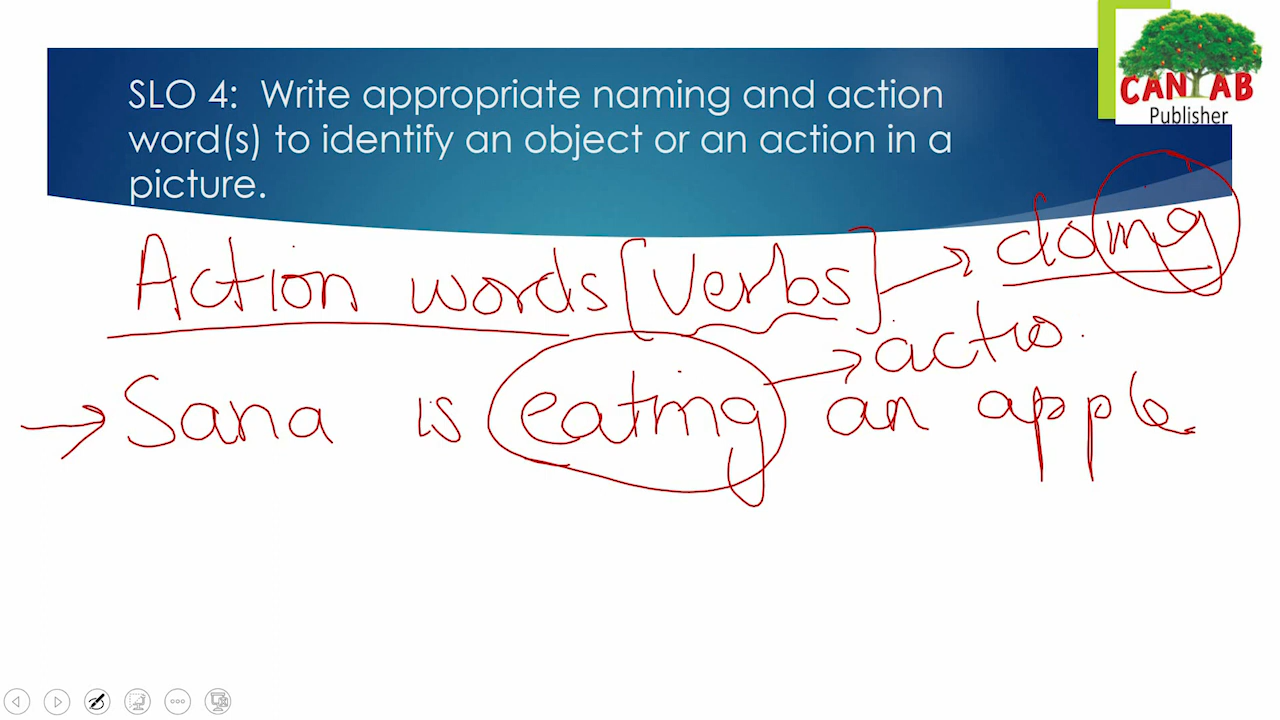 CANTAB
Publisher
SLO 4: Write appropriate naming and action
word(s) to identify an object or an action in a
picture.
Action words [verbs] → doing
→ actio.
→ Sana is eating an apple